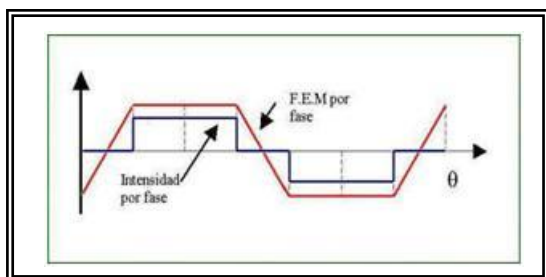 F.E.M por
fase
Intensidad
por fase
θ